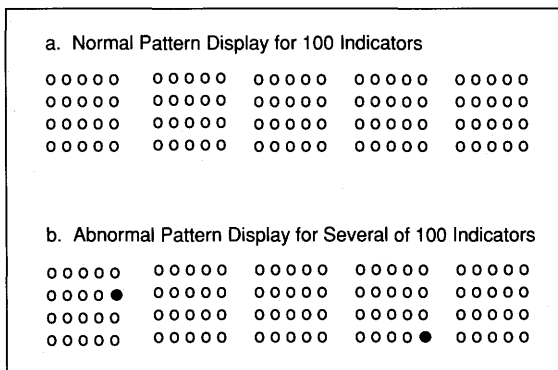 a. Normal Pattern Display for 100 Indicators
b. Abnormal Pattern Display for Several of 100 Indicators